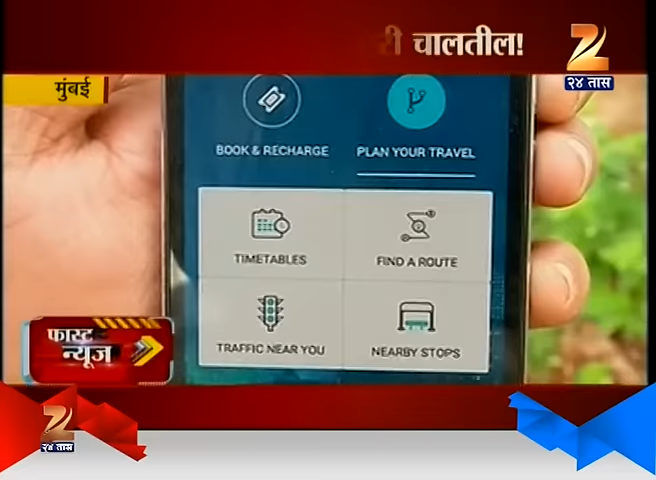 चालतील!
२४ तास
मुंबई
BOOK & RECHARGE
PLAN YOUR TRAVEL
TIMETABLES
FIND A ROUTE
TRAFFIC NEAR YOU
NEARBY STOPS
फास्ट
न्यूज
२४ तास